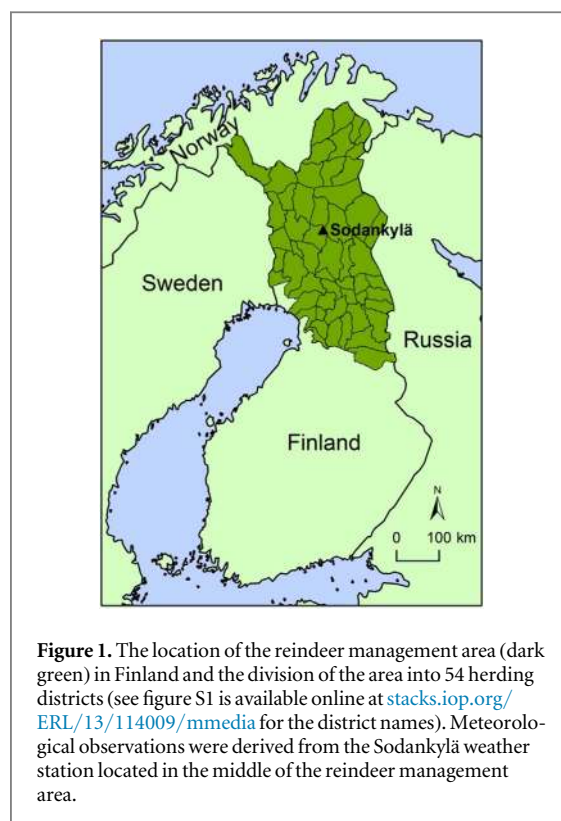 Norway
Sodankylä
Sweden
Russia
Finland
N
0 100 km
Figure 1. The location of the reindeer management area (dark
green) in Finland and the division of the area into 54 herding
districts (see figure S1 is available online at stacks.iop.org/
ERL/13/114009/mmedia for the district names). Meteorolo-
gical observations were derived from the Sodankylä weather
station located in the middle of the reindeer management
area.